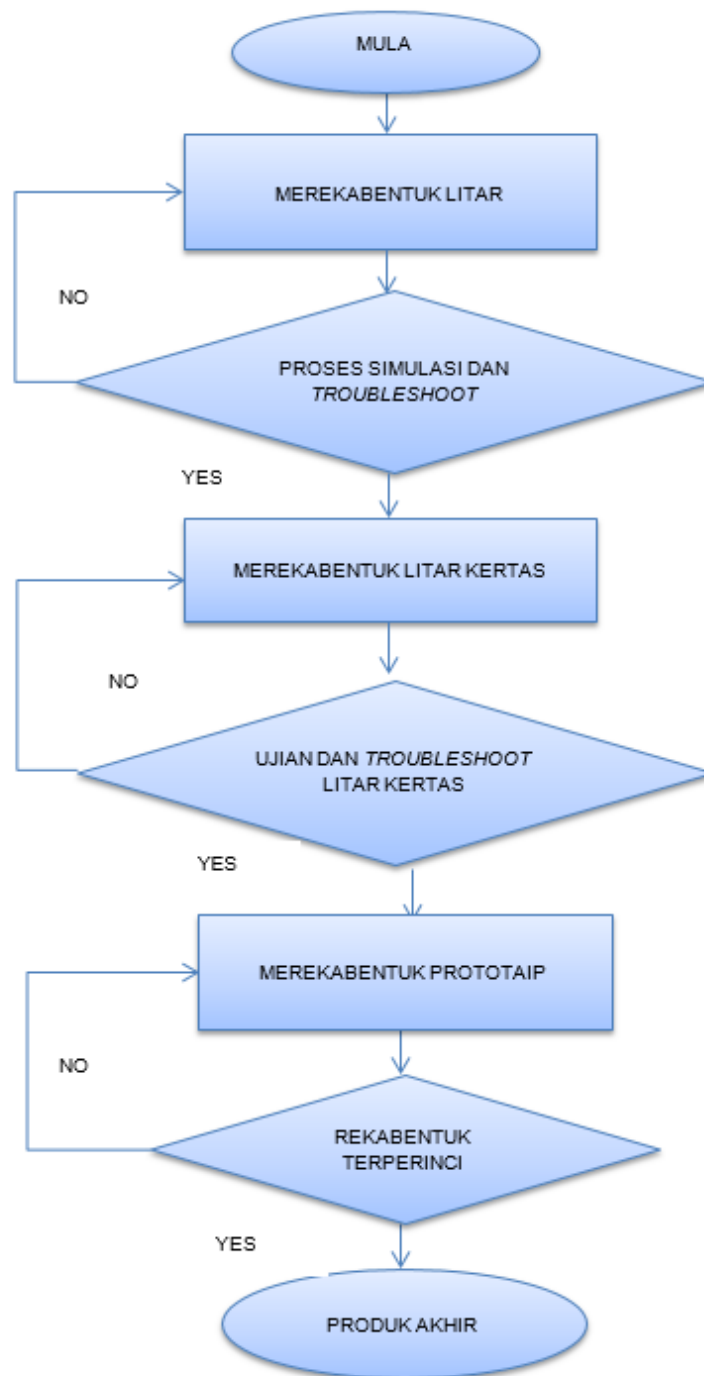 MULA
MEREKABENTUK LITAR
NO
PROSES SIMULASI DAN
TROUBLESHOOT
YES
MEREKABENTUK LITAR KERTAS
NO
UJIAN DAN TROUBLESHOOT
LITAR KERTAS
YES
MEREKABENTUK PROTOTAIP
NO
REKABENTUK
TERPERINCI
YES
PRODUK AKHIR